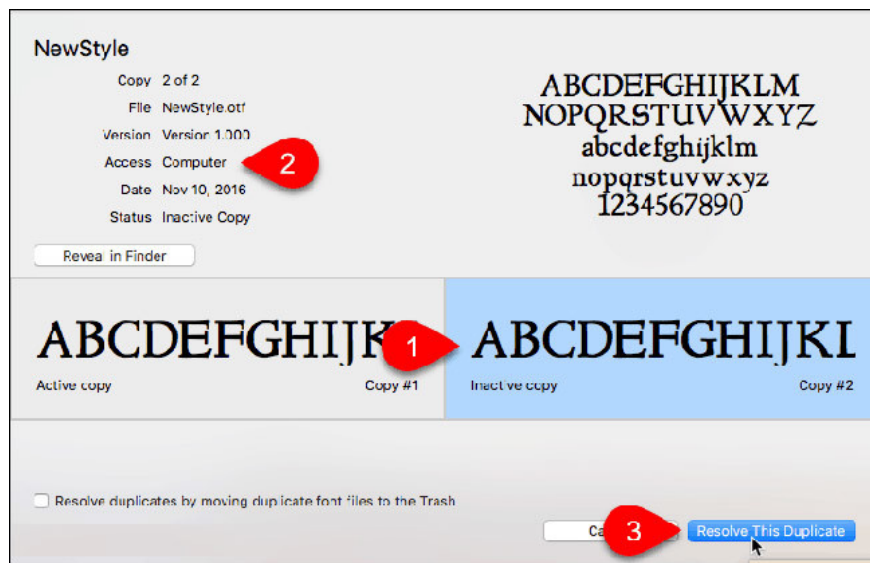 NewStyle
Copy 2 of 2
File NewStyle.otf
Version Version 1.000
Access Computer
2
Date Nov 10, 2016
Status Inactive Copy
Reveal in Finder
ABCDEFGHIJKLM
NOPQRSTUVWXYZ
abcdefghijklm
nopqrstuvwxyz
1234567890
ABCDEFGHIJK
Active copy Copy #1
1
ABCDEFGHIJKL
Inactive copy Copy #2
Resolve duplicates by moving duplicate font files to the Trash
3
Resolve This Duplicate